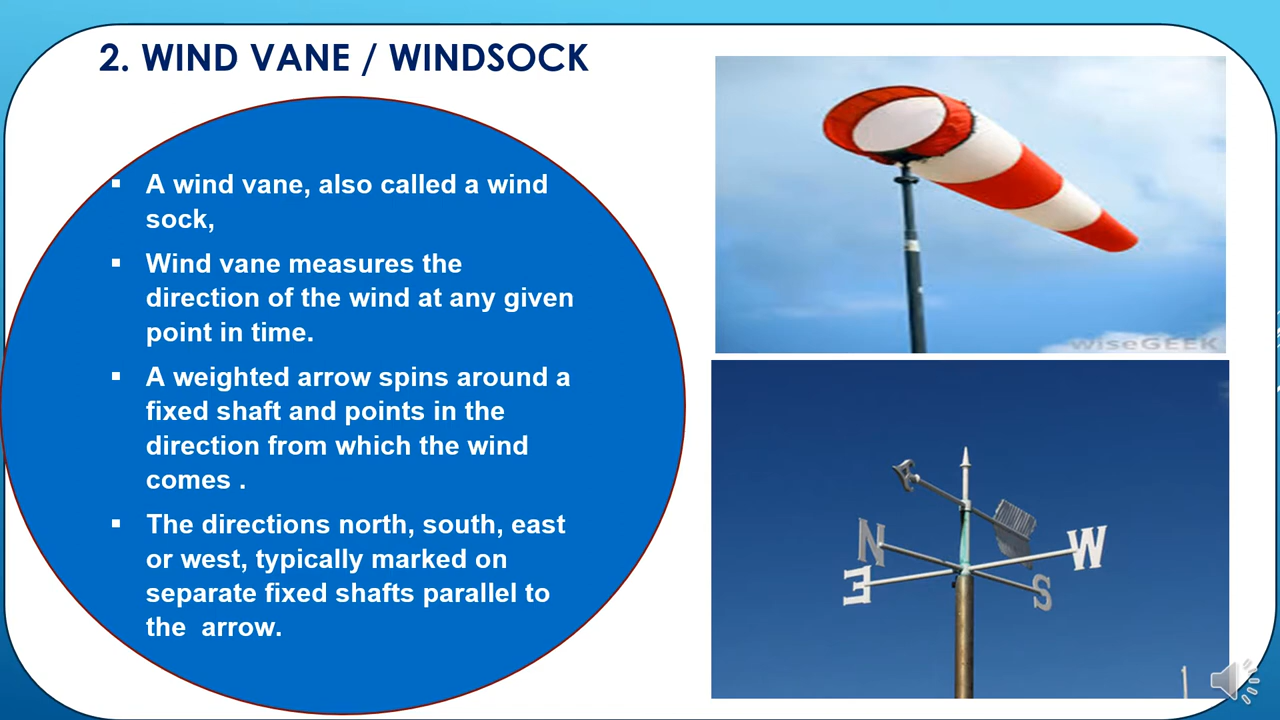 2. WIND VANE / WINDSOCK
▪ A wind vane, also called a wind
sock,
▪ Wind vane measures the
direction of the wind at any given
point in time.
▪ A weighted arrow spins around a
fixed shaft and points in the
direction from which the wind
comes .
▪ The directions north, south, east
or west, typically marked on
separate fixed shafts parallel to
the  arrow.
wiseGEEK
N
W
E
S